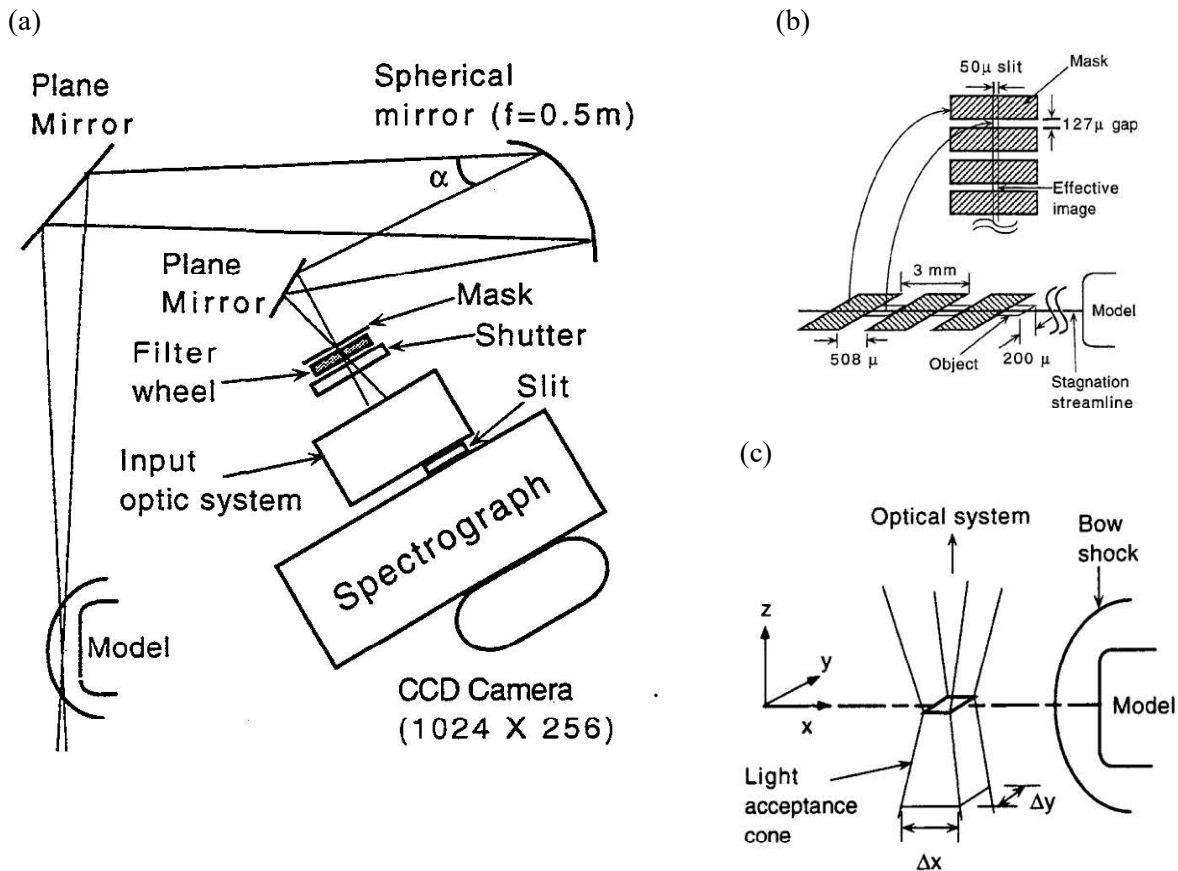 (a)
Plane
Mirror
Spherical
mirror (f=0.5m)
α
Plane
Mirror
Mask
Shutter
Filter
wheel
Slit
Input
optic system
Spectrograph
Model
CCD Camera
(1024 X 256)
(b)
50μ slit
Mask
127μ gap
Effective
image
3 mm
Model
508 μ
Object
200 μ
Stagnation
streamline
(c)
Optical system
Bow
shock
z
y
x
Model
Light
acceptance
cone
Δy
Δx